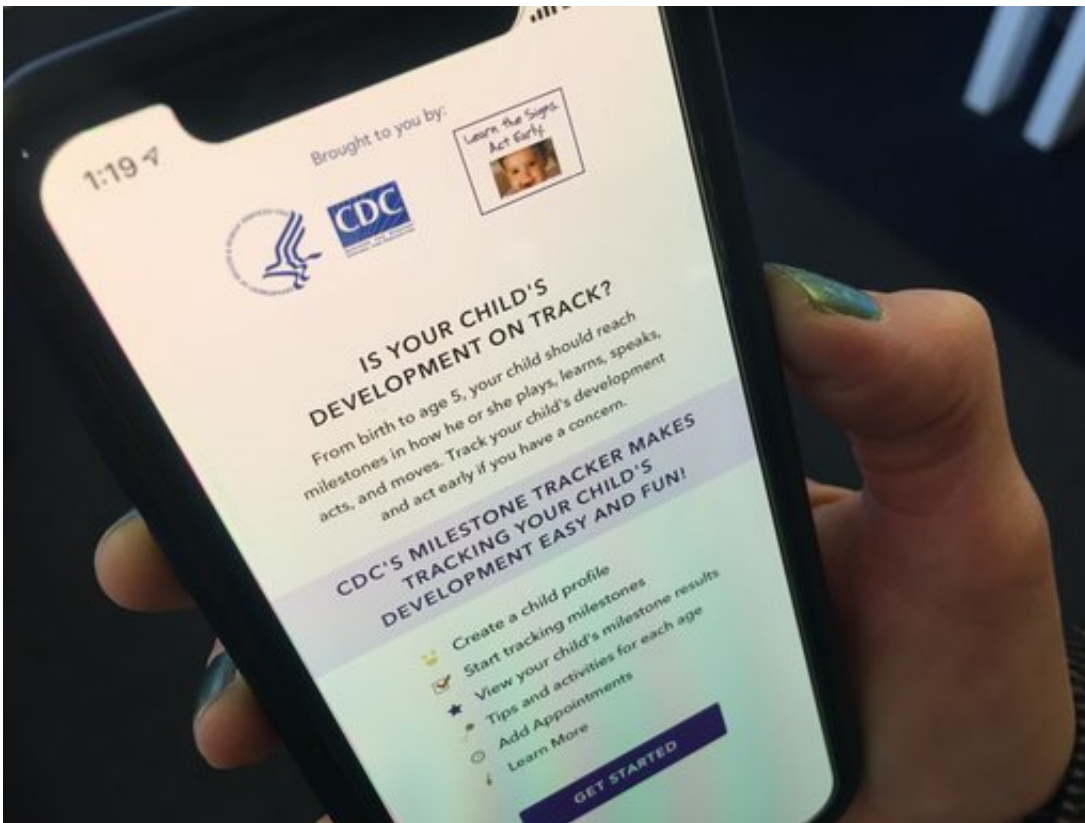 1:19
Brought to you by:
CDC
Learn the Signs.
Act Early.
IS YOUR CHILD'S
DEVELOPMENT ON TRACK?
From birth to age 5, your child should reach
milestones in how he or she plays, learns, speaks,
acts, and moves. Track your child's development
and act early if you have a concern.
CDC'S MILESTONE TRACKER MAKES
TRACKING YOUR CHILD'S
DEVELOPMENT EASY AND FUN!
Create a child profile
Start tracking milestones
View your child's milestone results
Tips and activities for each age
Add Appointments
Learn More
GET STARTED